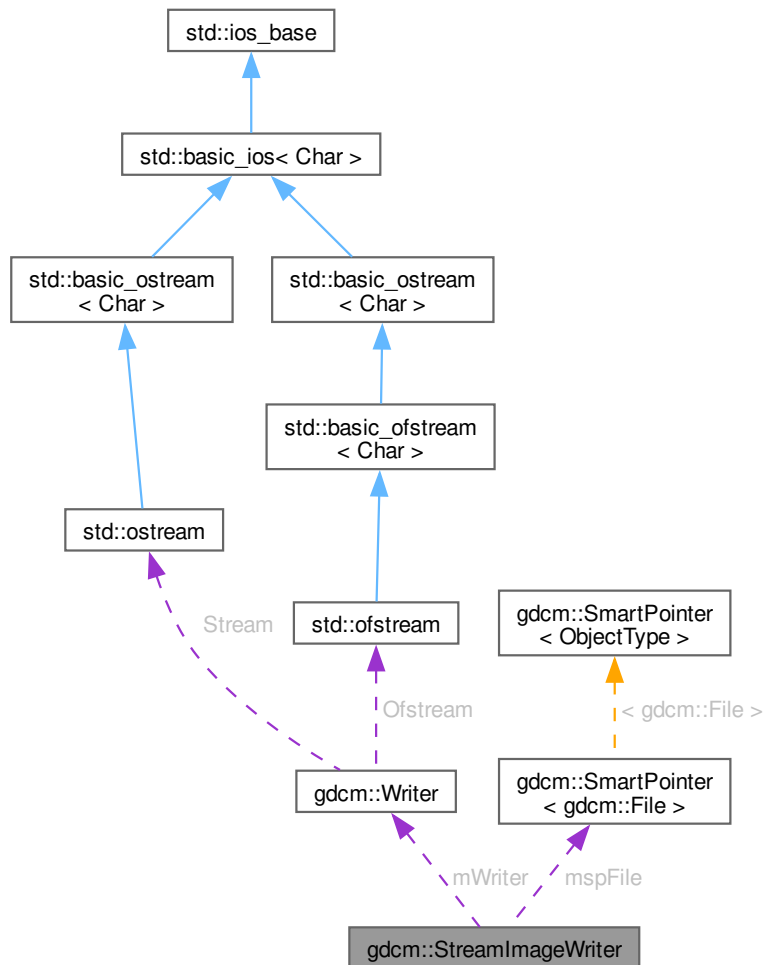 std::ios_base
std::basic_ios< Char >
std::basic_ostream
< Char >
std::basic_ostream
< Char >
std::basic_ofstream
< Char >
std::ostream
std::ofstream
gdcm::SmartPointer
< ObjectType >
Stream
Ofstream
< gdcm::File >
gdcm::Writer
gdcm::SmartPointer
< gdcm::File >
mWriter
mspFile
gdcm::StreamImageWriter